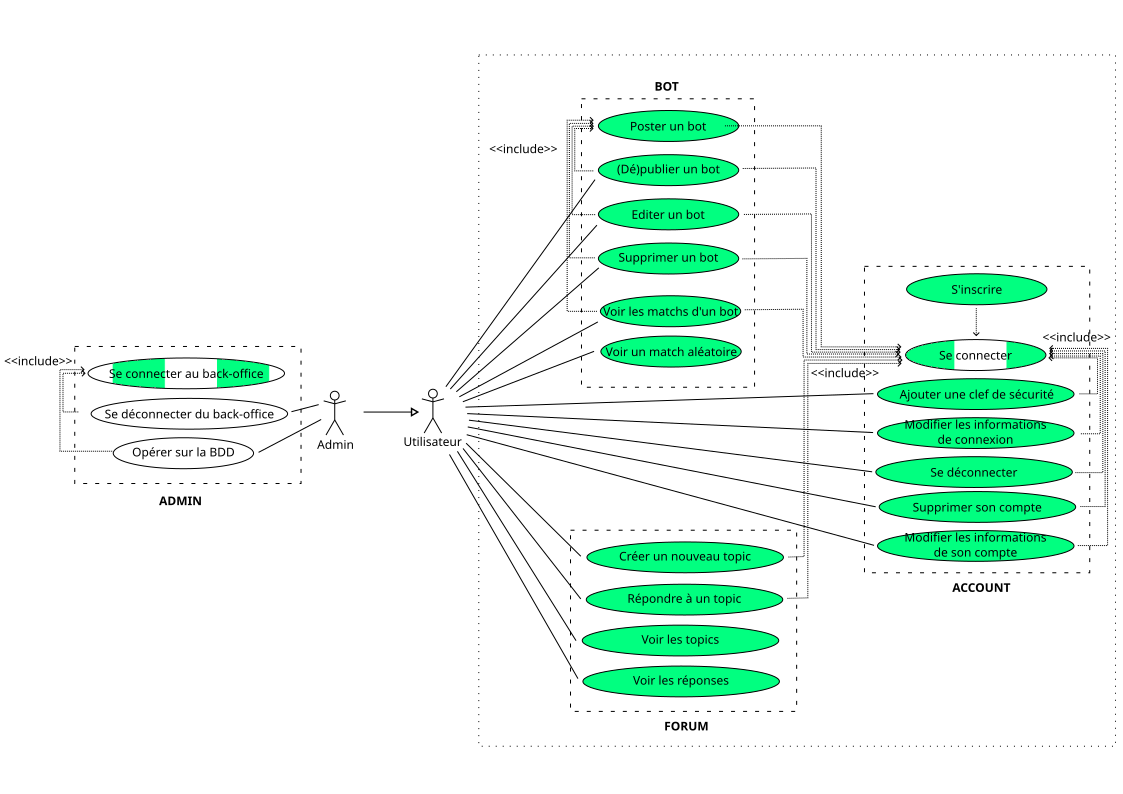 BOT
Poster un bot
<<include>>
(Dé)publier un bot
Editer un bot
Supprimer un bot
Voir les matchs d'un bot
Voir un match aléatoire
S'inscrire
<<include>>
Se connecter
<<include>>
Ajouter une clef de sécurité
Modifier les informations
de connexion
Se déconnecter
Supprimer son compte
Modifier les informations
de son compte
ACCOUNT
<<include>>
Se connecter au back-office
Se déconnecter du back-office
Opérer sur la BDD
ADMIN
Admin
Utilisateur
Créer un nouveau topic
Répondre à un topic
Voir les topics
Voir les réponses
FORUM